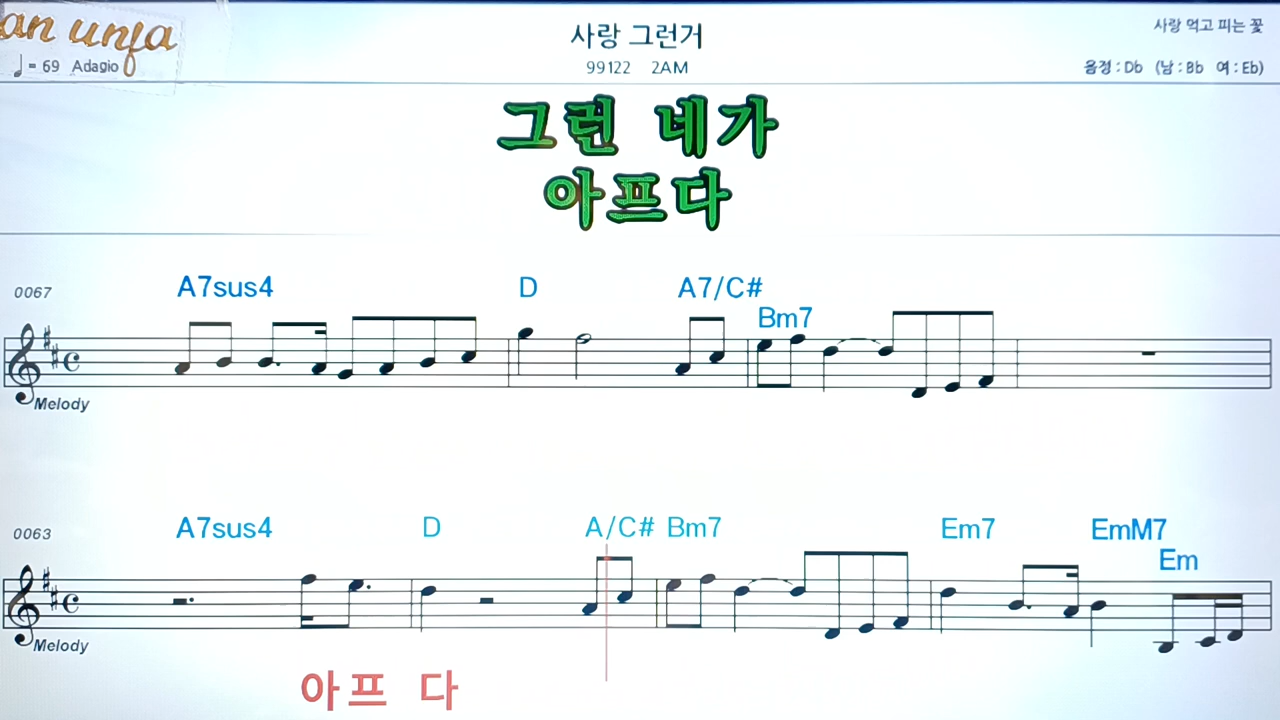 an unfa
사랑 그런거
사랑 먹고 피는 꽃
♩= 69 Adagio
99122 2AM
음정 : Db (남 : Bb 여 : Eb)
그런 네가
아프다
0067 A7sus4 D A7/C# Bm7
Melody
0063 A7sus4 D A/C# Bm7 Em7 EmM7 Em
Melody
아프 다